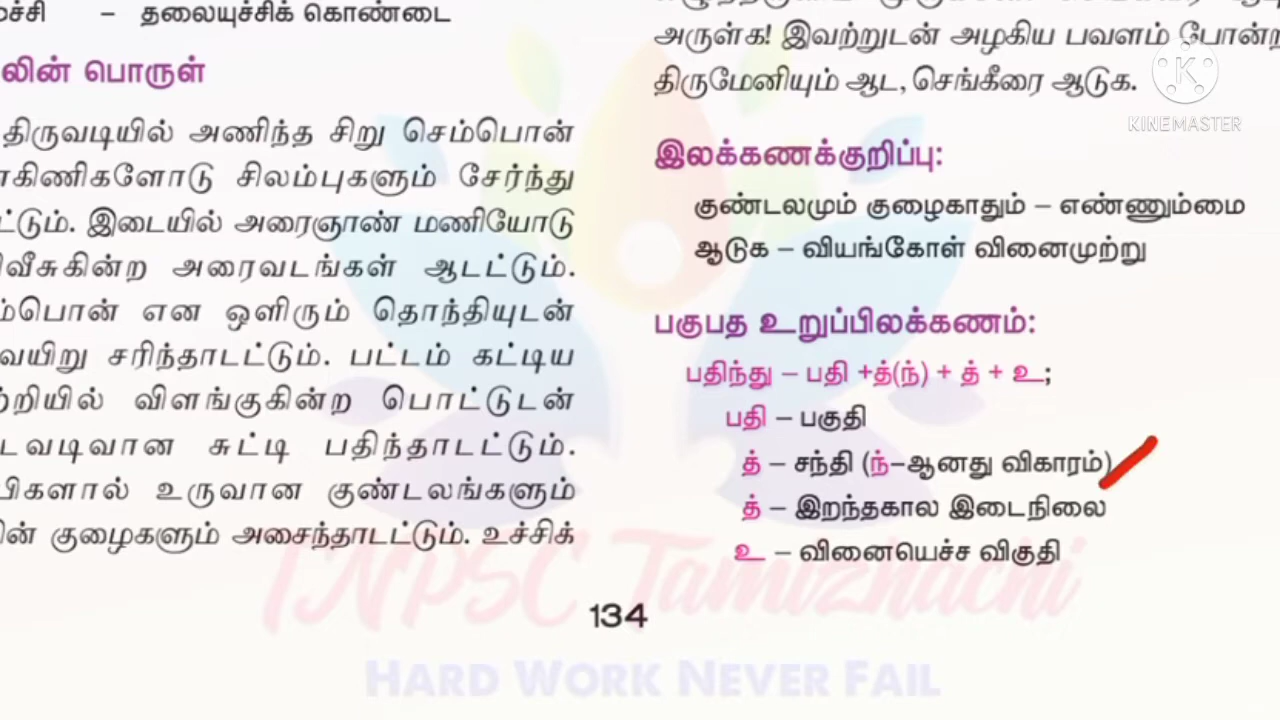 தலையுச்சிக் கொண்டை
பொருள்
திருவடியில் அணிந்த சிறு செம்பொன்
சிலம்புகளும் சேர்ந்து
இடையில் அரைஞாண் மணியோடு
அரைவடங்கள் ஆடட்டும்.
என ஒளிரும் தொந்தியுடன்
சரிந்தாடட்டும். பட்டம் கட்டிய
விளங்குகின்ற பொட்டுடன்
சுட்டி பதிந்தாடட்டும்.
உருவான குண்டலங்களும்
குழைகளும் அசைந்தாடட்டும். உச்சிக்
அருள்க! இவற்றுடன் அழகிய பவளம்
திருமேனியும் ஆட, செங்கீரை ஆடுக.
இலக்கணக்குறிப்பு:
குண்டலமும் குழைகாதும் – எண்ணும்மை
ஆடுக – வியங்கோள் வினைமுற்று
பகுபத உறுப்பிலக்கணம்:
பதிந்து – பதி +த்(ந்) + த் + உ;
பதி – பகுதி
த் – சந்தி (ந்–ஆனது விகாரம்)
த் – இறந்தகால இடைநிலை
உ – வினையெச்ச விகுதி
134
TNPSC Tamizhachi
HARD WORK NEVER FAIL
K
KINEMASTER